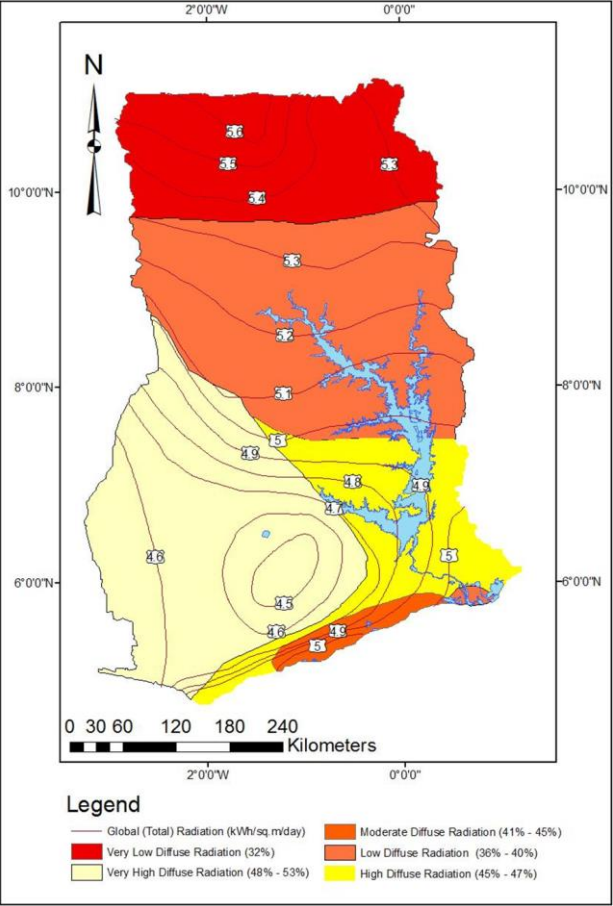 2°0'0"W 0°0'0"
N
5.6
5.5 5.3
5.4
10°0'0"N 10°0'0"N
5.3
5.2
8°0'0"N 8°0'0"N
5.1
5
4.9
4.8 4.9
4.7
4.6 5
6°0'0"N 6°0'0"N
4.5
4.6 4.9
5
0 30 60 120 180 240
Kilometers
2°0'0"W 0°0'0"
Legend
Global (Total) Radiation (kWh/sq.m/day)
Very Low Diffuse Radiation (32%)
Very High Diffuse Radiation (48% - 53%)
Moderate Diffuse Radiation (41% - 45%)
Low Diffuse Radiation (36% - 40%)
High Diffuse Radiation (45% - 47%)